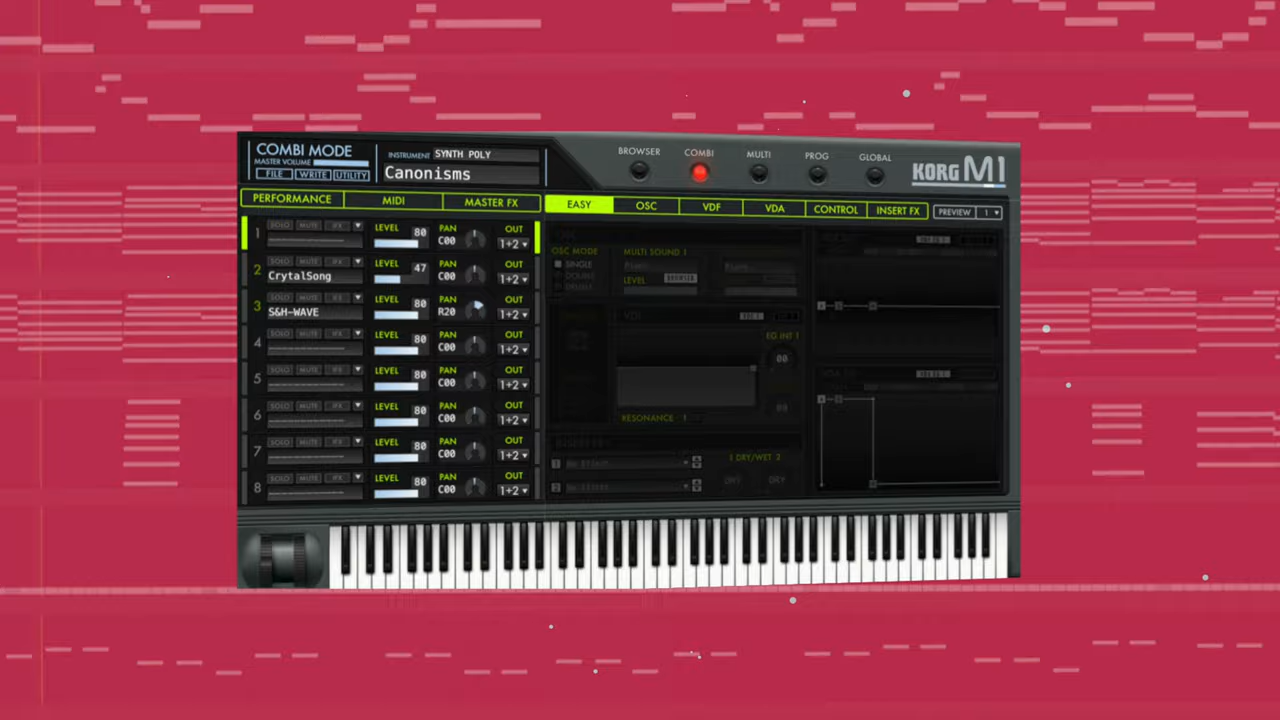 COMBI MODE
MASTER VOLUME
FILE WRITE UTILITY
INSTRUMENT SYNTH POLY
Canonisms
BROWSER COMBI MULTI PROG GLOBAL
KORG M1
PERFORMANCE MIDI MASTER FX
EASY OSC VDF VDA CONTROL INSERT FX PREVIEW 1
1 SOLO MUTE IFX LEVEL 80 PAN C00 OUT 1+2
2 SOLO MUTE IFX CrytalSong LEVEL 47 PAN C00 OUT 1+2
3 SOLO MUTE IFX S&H-WAVE LEVEL 80 PAN R20 OUT 1+2
4 SOLO MUTE IFX LEVEL 80 PAN C00 OUT 1+2
5 SOLO MUTE IFX LEVEL 80 PAN C00 OUT 1+2
6 SOLO MUTE IFX LEVEL 80 PAN C00 OUT 1+2
7 SOLO MUTE IFX LEVEL 80 PAN C00 OUT 1+2
8 SOLO MUTE IFX LEVEL 80 PAN C00 OUT 1+2
OSC MODE
SINGLE
DOUBLE
DRUMS
MULTI SOUND 1
LEVEL
EG INT 1
00
00
RESONANCE 1
1 DRY/WET 2
1
2
DRY DRY